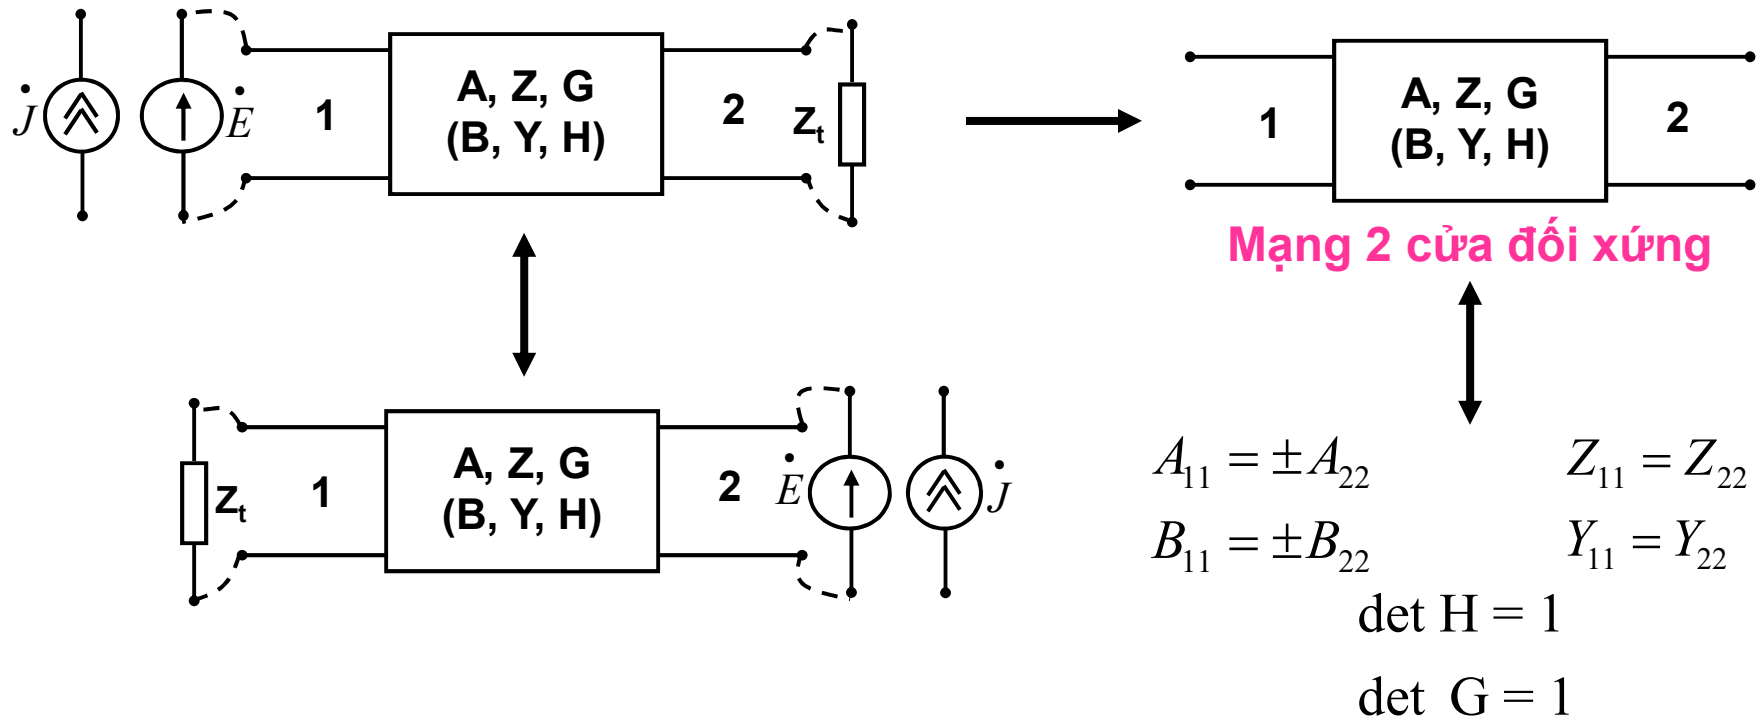 J̇
Ė
1
A, Z, G
(B, Y, H)
2
Zt
1
A, Z, G
(B, Y, H)
2
Mạng 2 cửa đối xứng
Zt
1
A, Z, G
(B, Y, H)
2
Ė
J̇
A₁₁ = ±A₂₂
Z₁₁ = Z₂₂
B₁₁ = ±B₂₂
Y₁₁ = Y₂₂
det H = 1
det G = 1